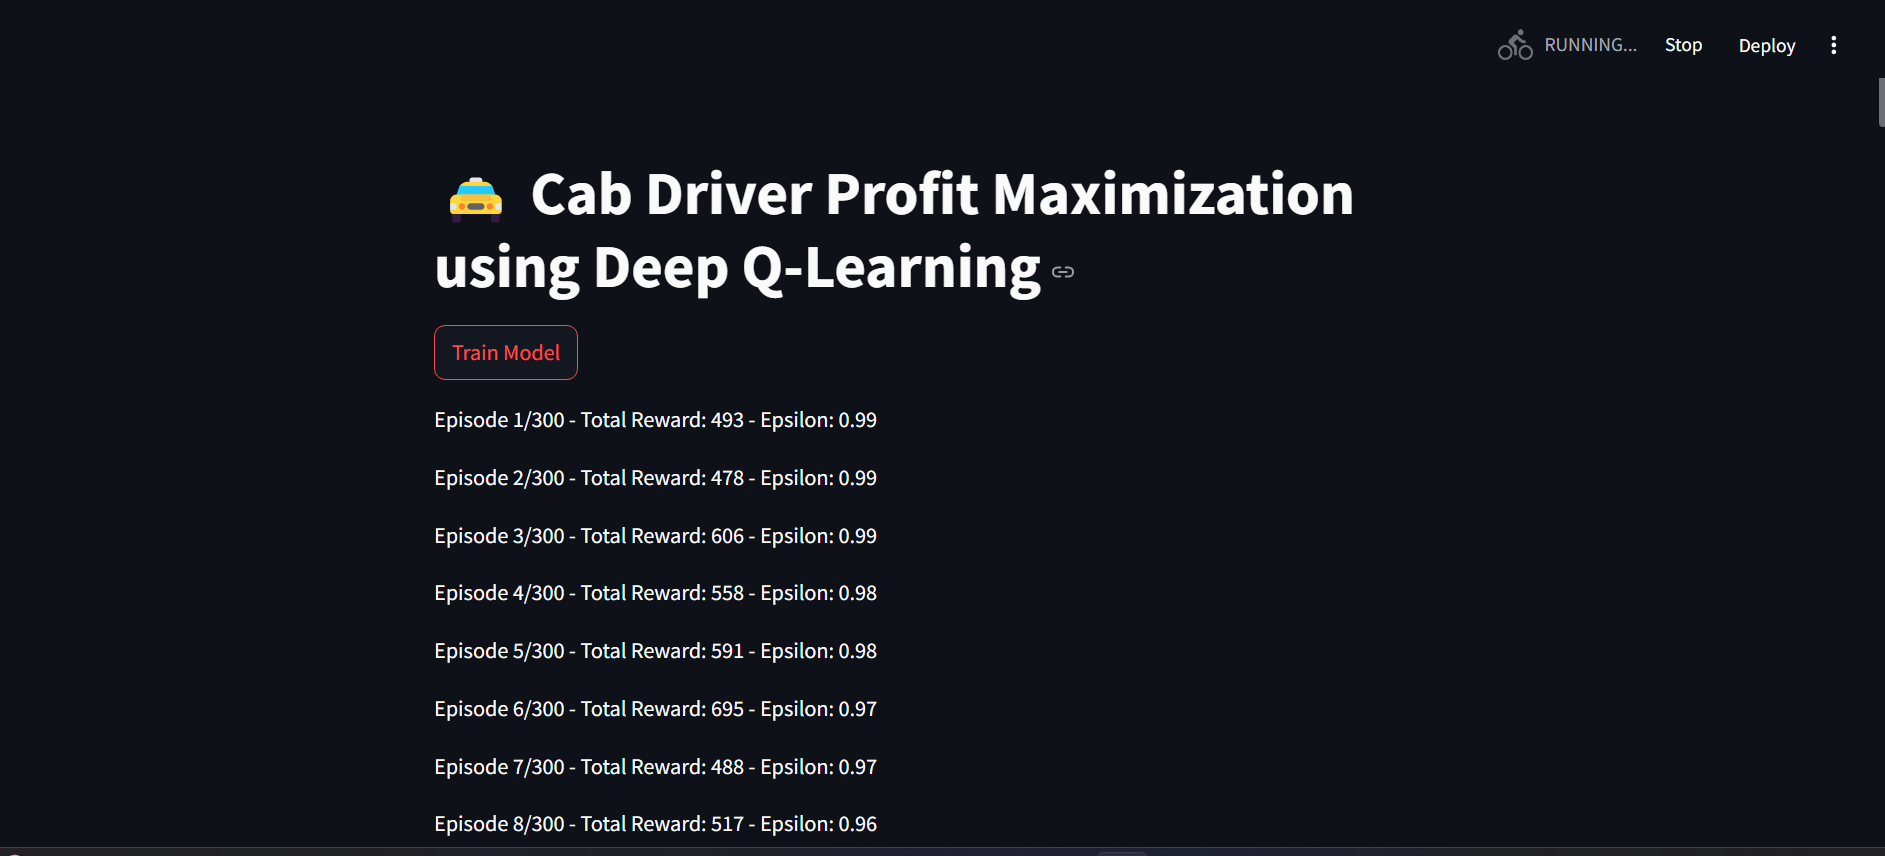 RUNNING...
Stop
Deploy
Cab Driver Profit Maximization
using Deep Q-Learning
Train Model
Episode 1/300 - Total Reward: 493 - Epsilon: 0.99
Episode 2/300 - Total Reward: 478 - Epsilon: 0.99
Episode 3/300 - Total Reward: 606 - Epsilon: 0.99
Episode 4/300 - Total Reward: 558 - Epsilon: 0.98
Episode 5/300 - Total Reward: 591 - Epsilon: 0.98
Episode 6/300 - Total Reward: 695 - Epsilon: 0.97
Episode 7/300 - Total Reward: 488 - Epsilon: 0.97
Episode 8/300 - Total Reward: 517 - Epsilon: 0.96